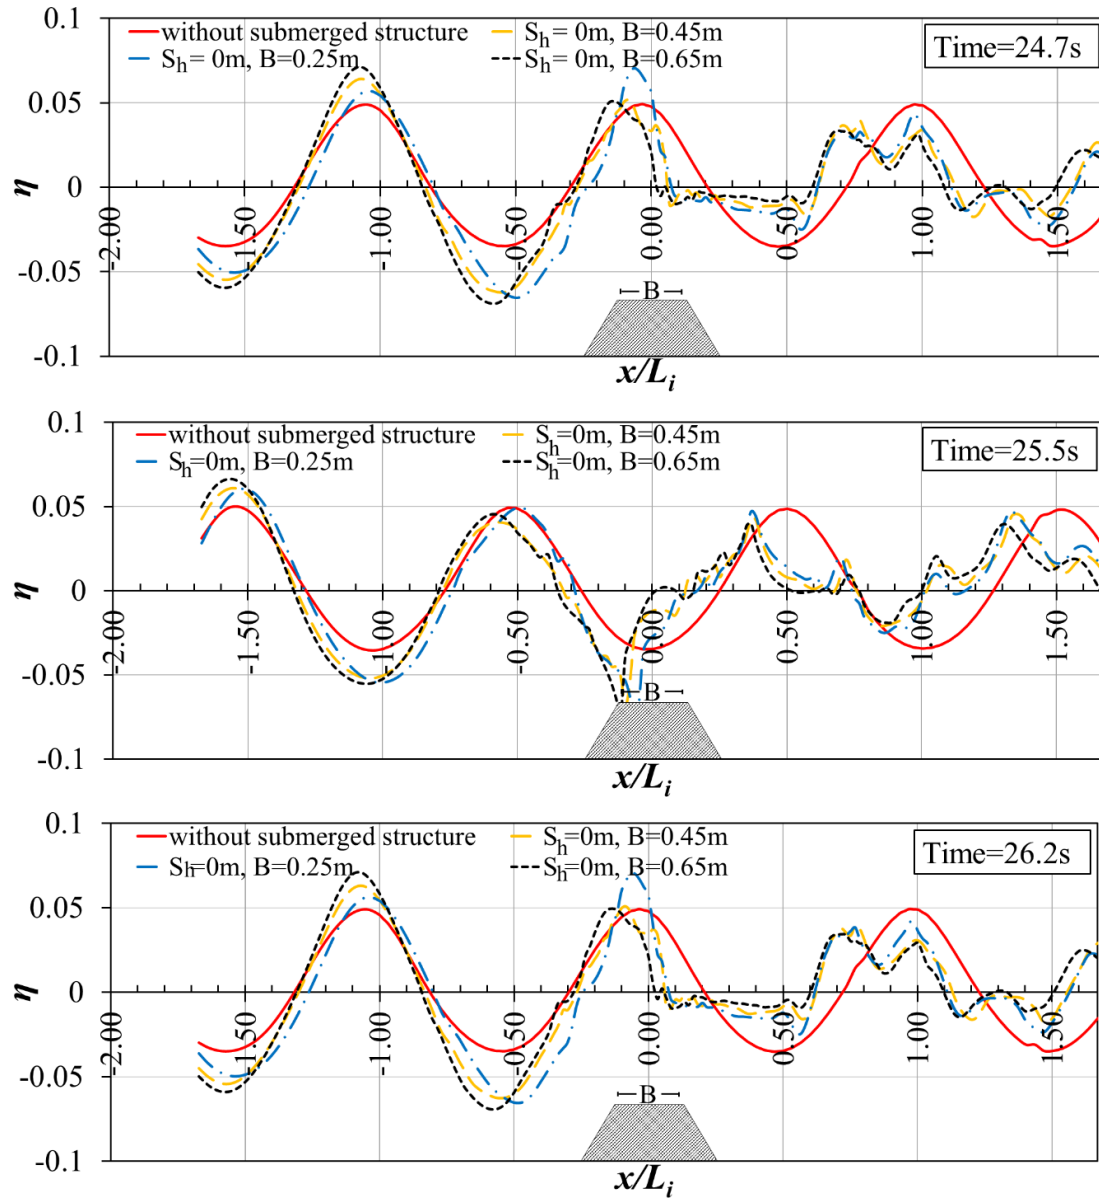 0.1
without submerged structure
Sh= 0m, B=0.45m
Sh= 0m, B=0.25m
Sh= 0m, B=0.65m
Time=24.7s
0.05
η
0
-2.00
-1.50
-1.00
-0.50
0.00
0.50
1.00
1.50
-0.05
B
-0.1
x/Li
0.1
without submerged structure
Sh=0m, B=0.45m
Sh=0m, B=0.25m
Sh=0m, B=0.65m
Time=25.5s
0.05
η
0
-2.00
-1.50
-1.00
-0.50
0.00
0.50
1.00
1.50
-0.05
B
-0.1
x/Li
0.1
without submerged structure
Sh=0m, B=0.45m
Sh=0m, B=0.25m
Sh=0m, B=0.65m
Time=26.2s
0.05
η
0
-2.00
-1.50
-1.00
-0.50
0.00
0.50
1.00
1.50
-0.05
B
-0.1
x/Li